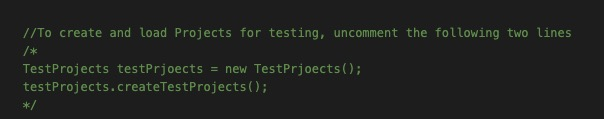 //To create and load Projects for testing, uncomment the following two lines
/*
TestProjects testPrjoects = new TestPrjoects();
testProjects.createTestProjects();
*/